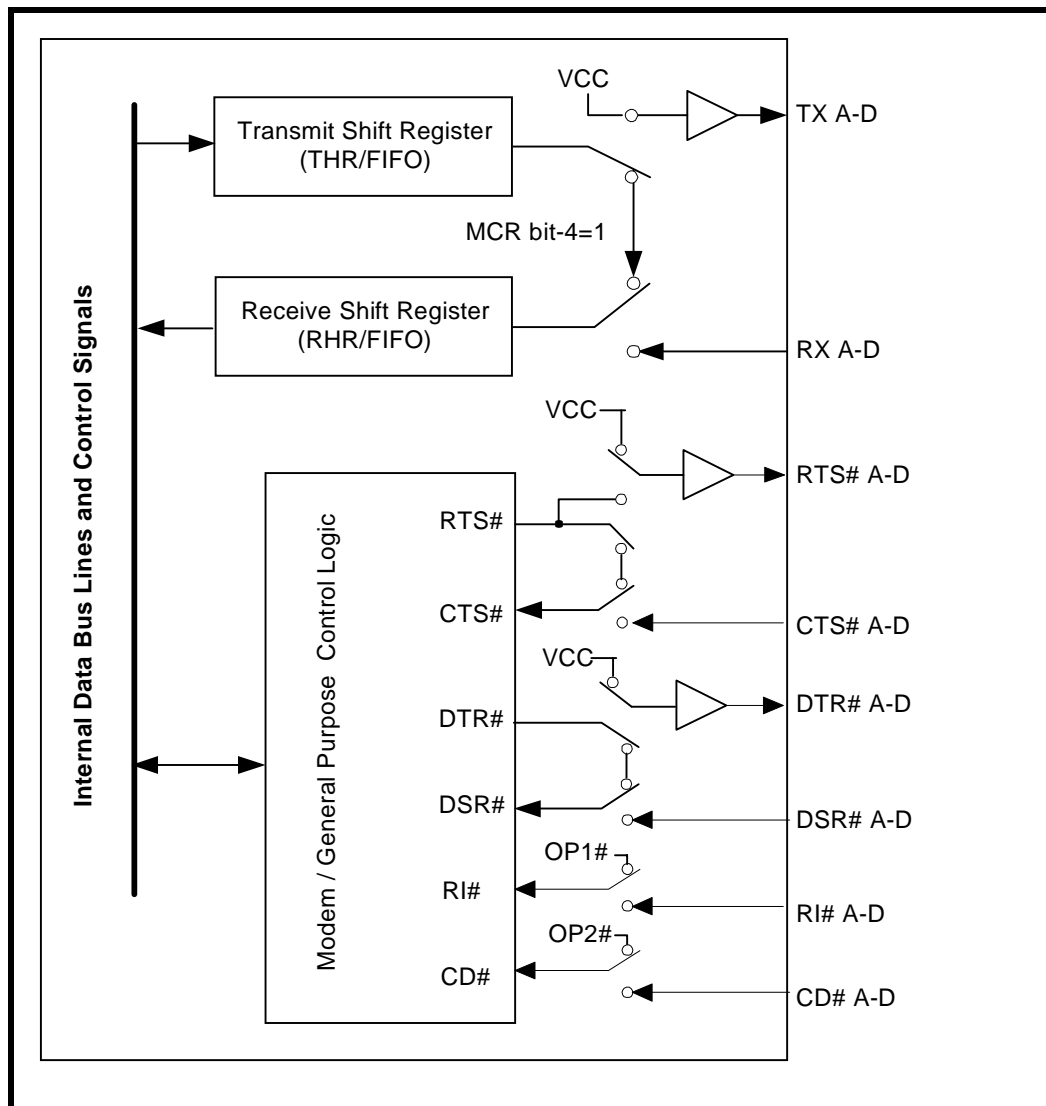 VCC
TX A-D
Transmit Shift Register
(THR/FIFO)
MCR bit-4=1
Receive Shift Register
(RHR/FIFO)
RX A-D
Internal Data Bus Lines and Control Signals
VCC
RTS# A-D
Modem / General Purpose Control Logic
RTS#
CTS#
CTS# A-D
VCC
DTR# A-D
DTR#
DSR#
DSR# A-D
OP1#
RI#
RI# A-D
OP2#
CD#
CD# A-D